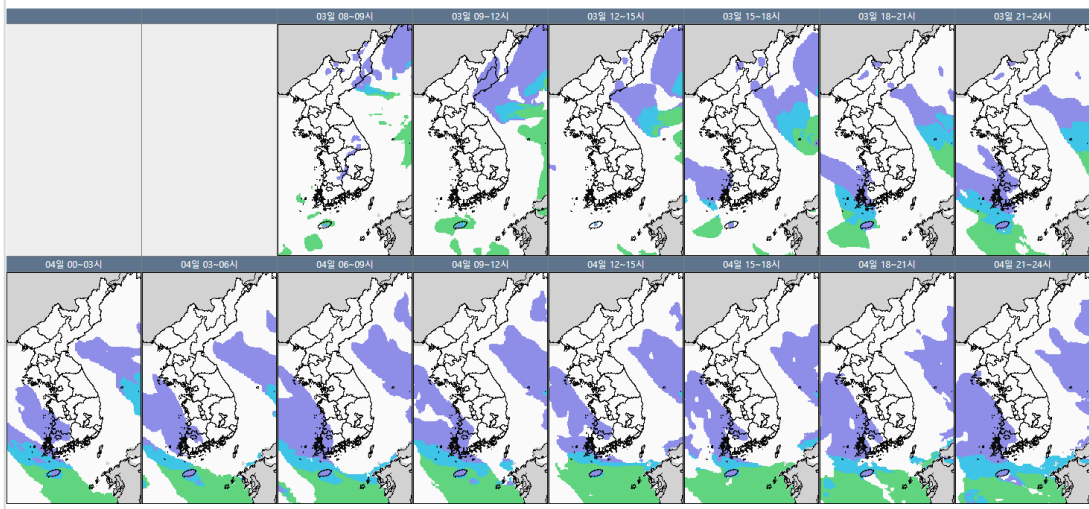 03일 08~09시
03일 09~12시
03일 12~15시
03일 15~18시
03일 18~21시
03일 21~24시
04일 00~03시
04일 03~06시
04일 06~09시
04일 09~12시
04일 12~15시
04일 15~18시
04일 18~21시
04일 21~24시